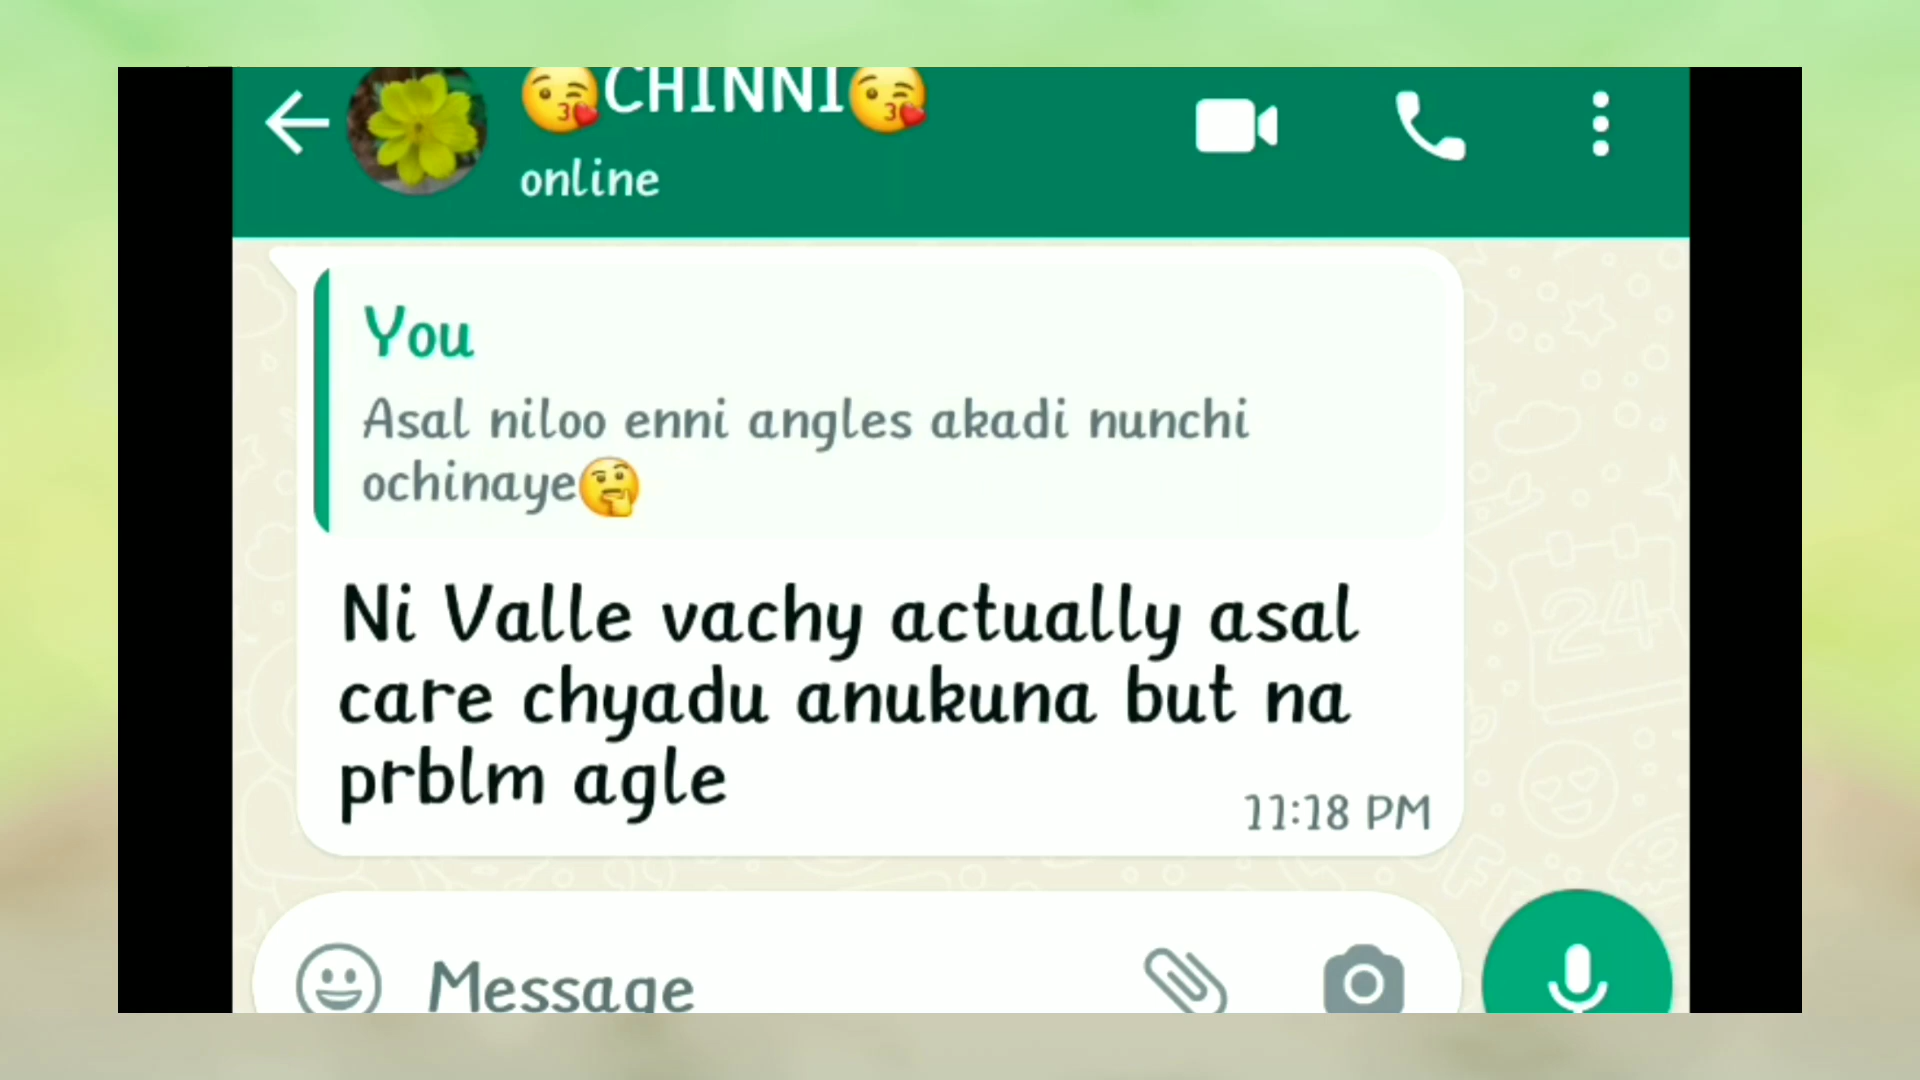 😘CHINNI😘
online
You
Asal niloo enni angles akadi nunchi
ochinaye🤔
Ni Valle vachy actually asal
care chyadu anukuna but na
prblm agle
11:18 PM
Message
24